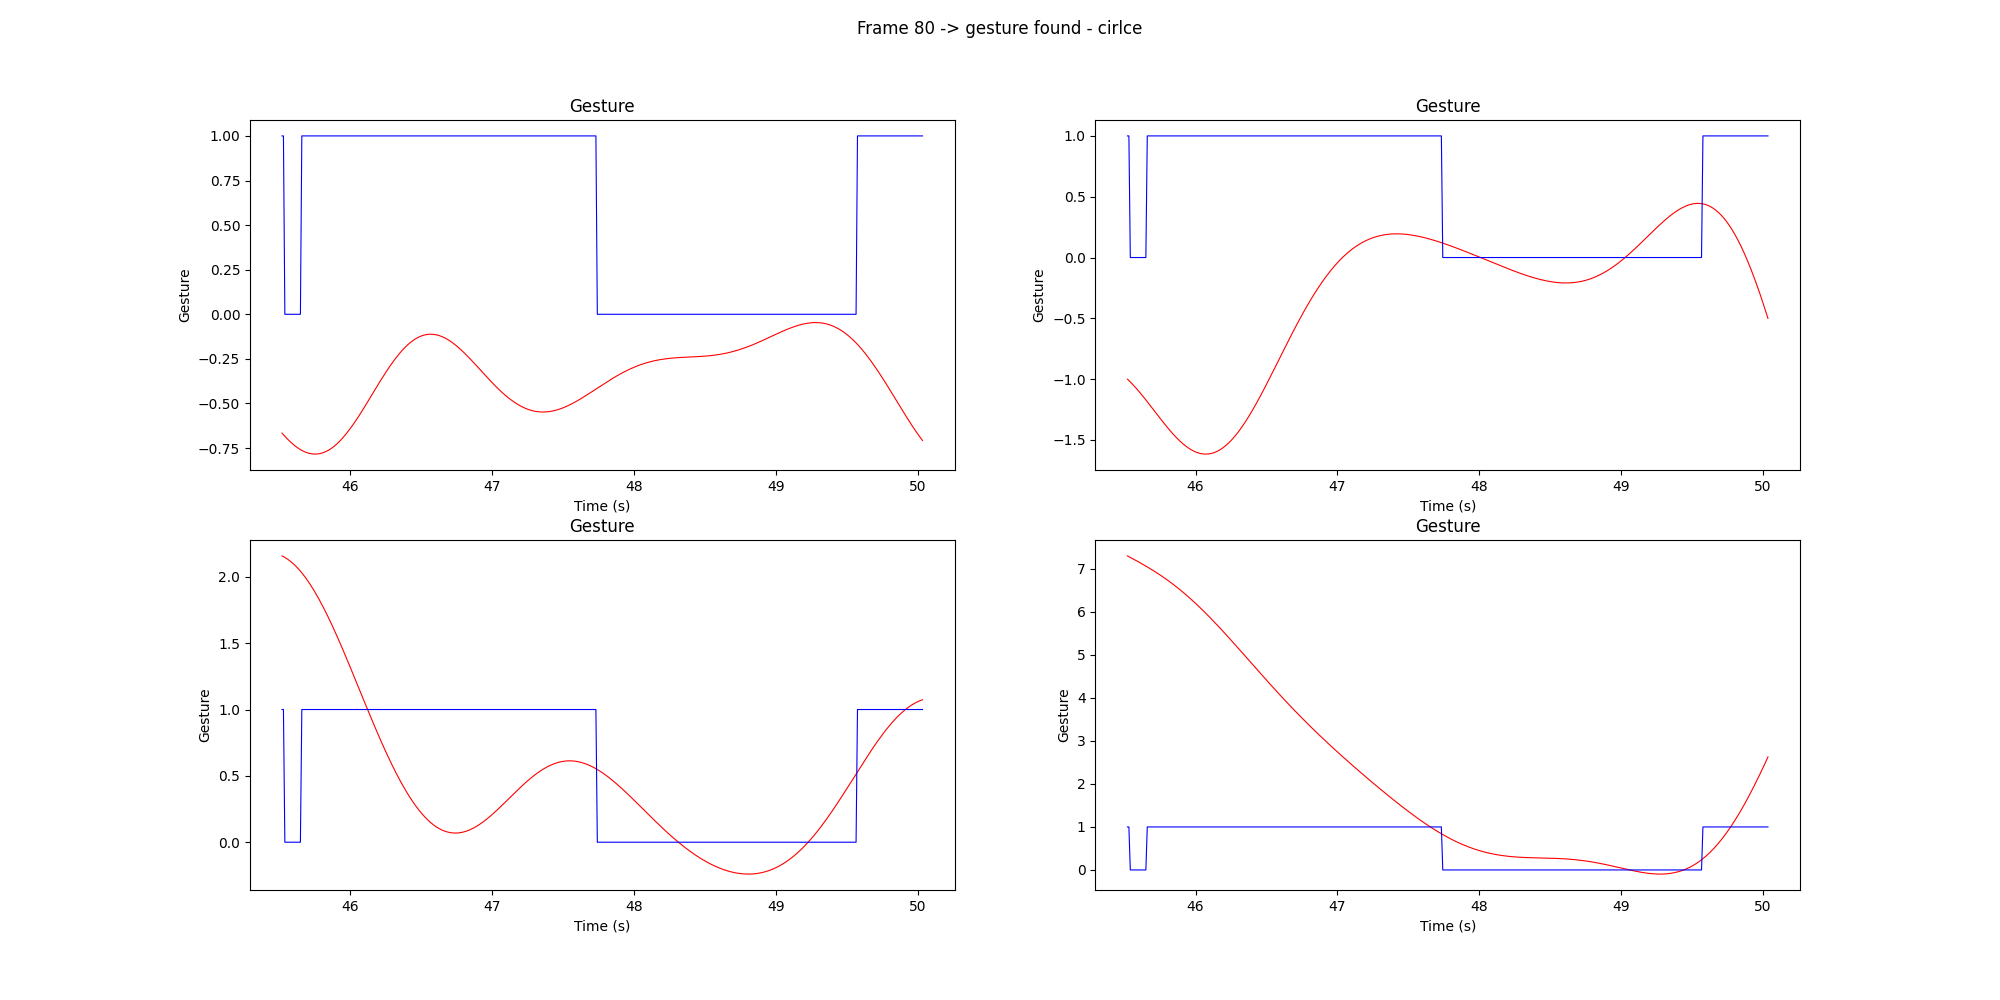 Frame 80 -> gesture found - cirlce
Gesture
1.00
0.75
0.50
0.25
0.00
−0.25
−0.50
−0.75
Gesture
46 47 48 49 50
Time (s)
Gesture
1.0
0.5
0.0
−0.5
−1.0
−1.5
Gesture
46 47 48 49 50
Time (s)
Gesture
2.0
1.5
1.0
0.5
0.0
Gesture
46 47 48 49 50
Time (s)
Gesture
7
6
5
4
3
2
1
0
Gesture
46 47 48 49 50
Time (s)